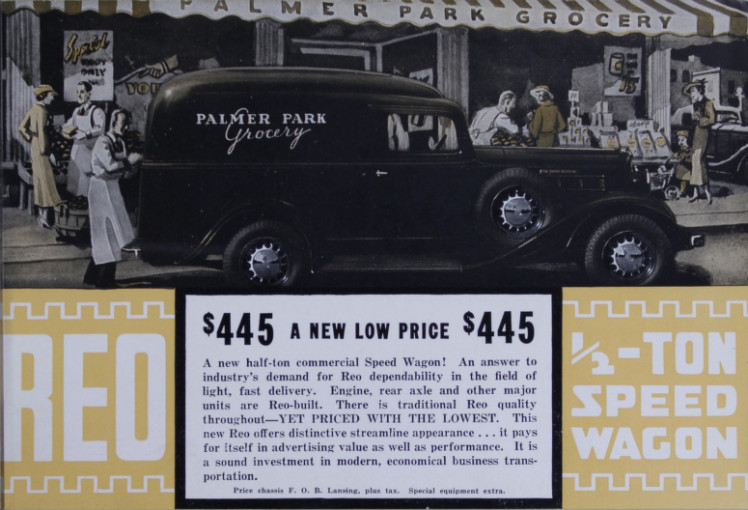 PALMER PARK GROCERY
Special
TODAY
ONLY
YOU
PALMER PARK
Grocery
$445 A NEW LOW PRICE $445
A new half-ton commercial Speed Wagon! An answer to
industry's demand for Reo dependability in the field of
light, fast delivery. Engine, rear axle and other major
units are Reo-built. There is traditional Reo quality
throughout—YET PRICED WITH THE LOWEST. This
new Reo offers distinctive streamline appearance . . . it pays
for itself in advertising value as well as performance. It is
a sound investment in modern, economical business trans-
portation.
Price chassis F. O. B. Lansing, plus tax. Special equipment extra.
REO
½-TON
SPEED
WAGON